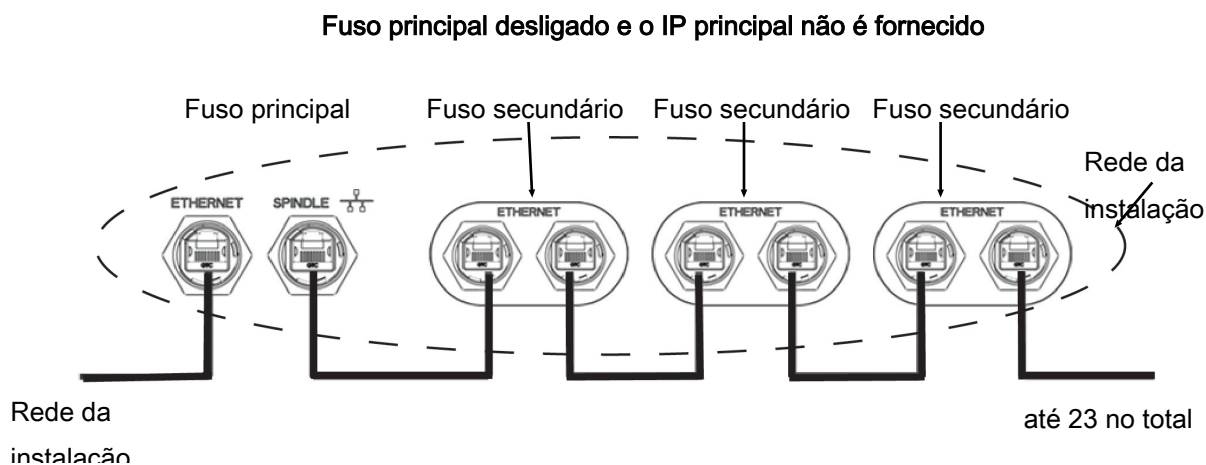 Fuso principal desligado e o IP principal não é fornecido
Fuso principal
Fuso secundário
Fuso secundário
Fuso secundário
Rede da
instalação
ETHERNET
SPINDLE
ETHERNET
ETHERNET
ETHERNET
Rede da
instalação
até 23 no total